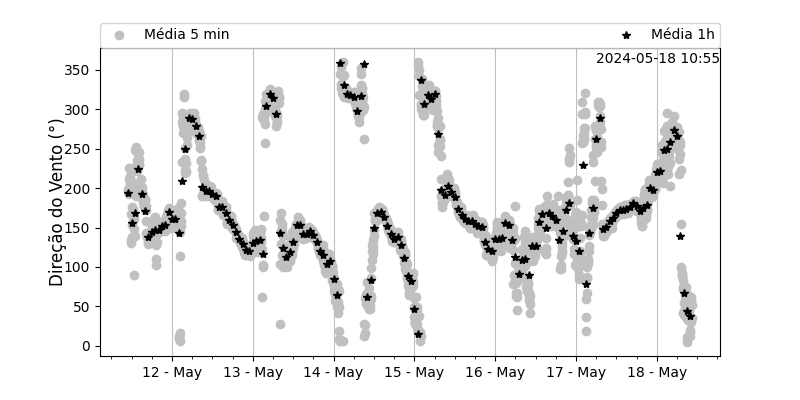 Média 5 min
Média 1h
2024-05-18 10:55
Direção do Vento (°)
350
300
250
200
150
100
50
0
12 - May
13 - May
14 - May
15 - May
16 - May
17 - May
18 - May